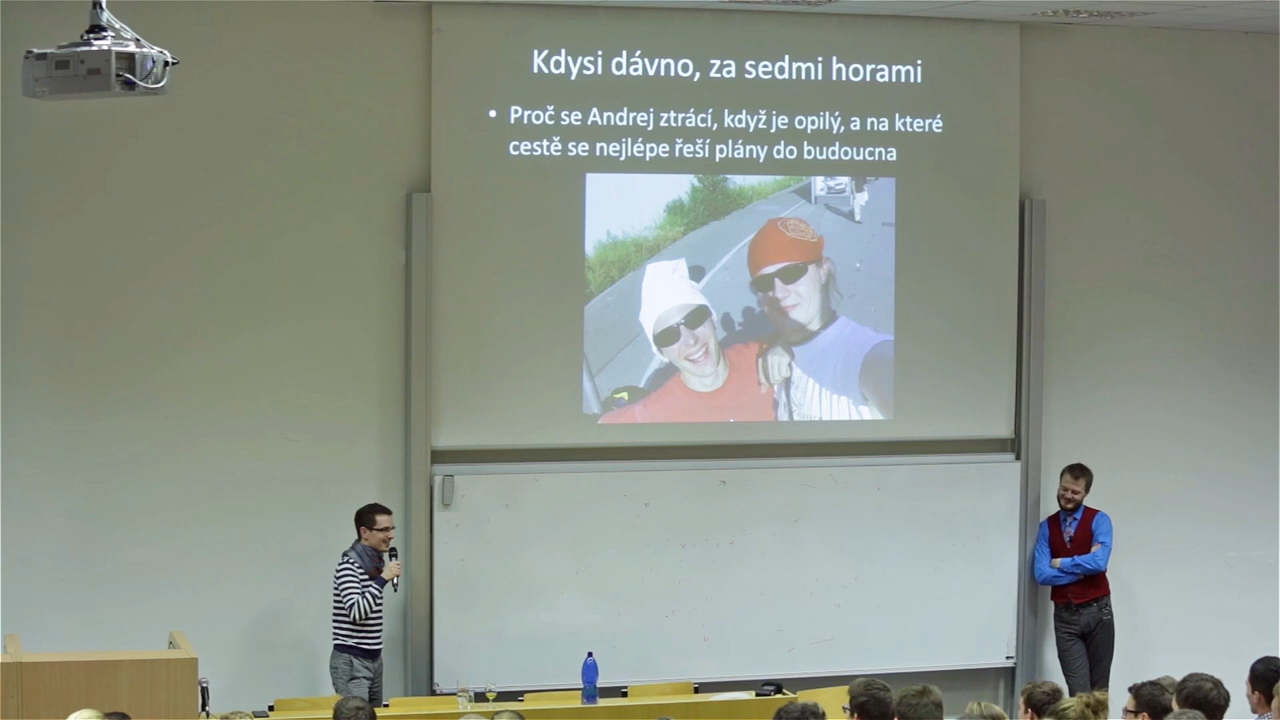 Kdysi dávno, za sedmi horami
• Proč se Andrej ztrácí, když je opilý, a na které
cestě se nejlépe řeší plány do budoucna